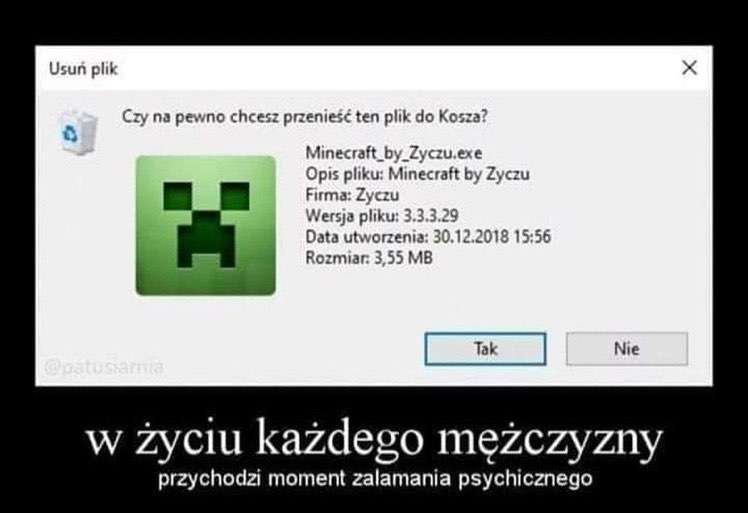 Usuń plik
Czy na pewno chcesz przenieść ten plik do Kosza?
Minecraft_by_Zyczu.exe
Opis pliku: Minecraft by Zyczu
Firma: Zyczu
Wersja pliku: 3.3.3.29
Data utworzenia: 30.12.2018 15:56
Rozmiar: 3,55 MB
Tak
Nie
@patusiarnia
w życiu każdego mężczyzny
przychodzi moment zalamania psychicznego